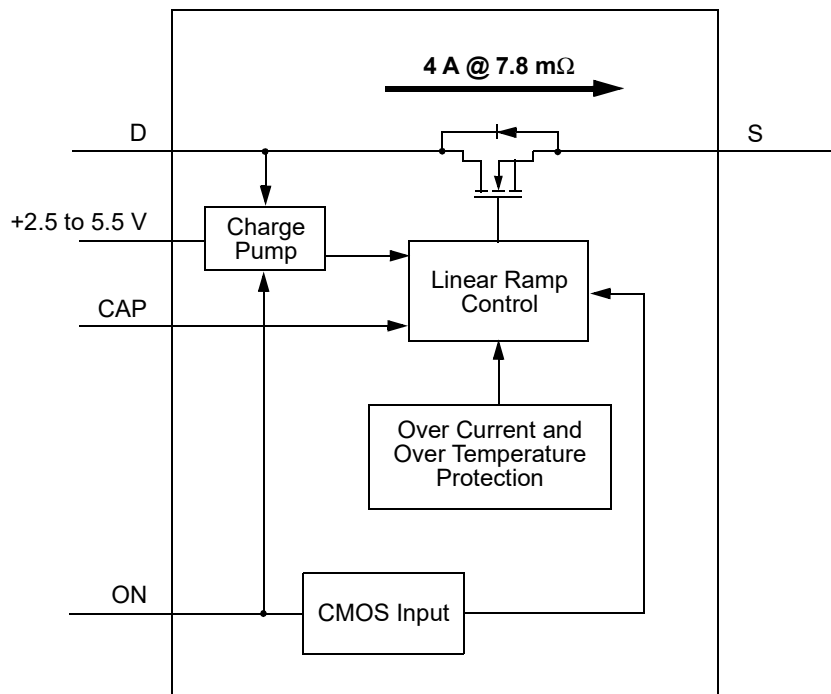 4 A @ 7.8 mΩ
D
S
+2.5 to 5.5 V
Charge
Pump
Linear Ramp
Control
CAP
Over Current and
Over Temperature
Protection
ON
CMOS Input